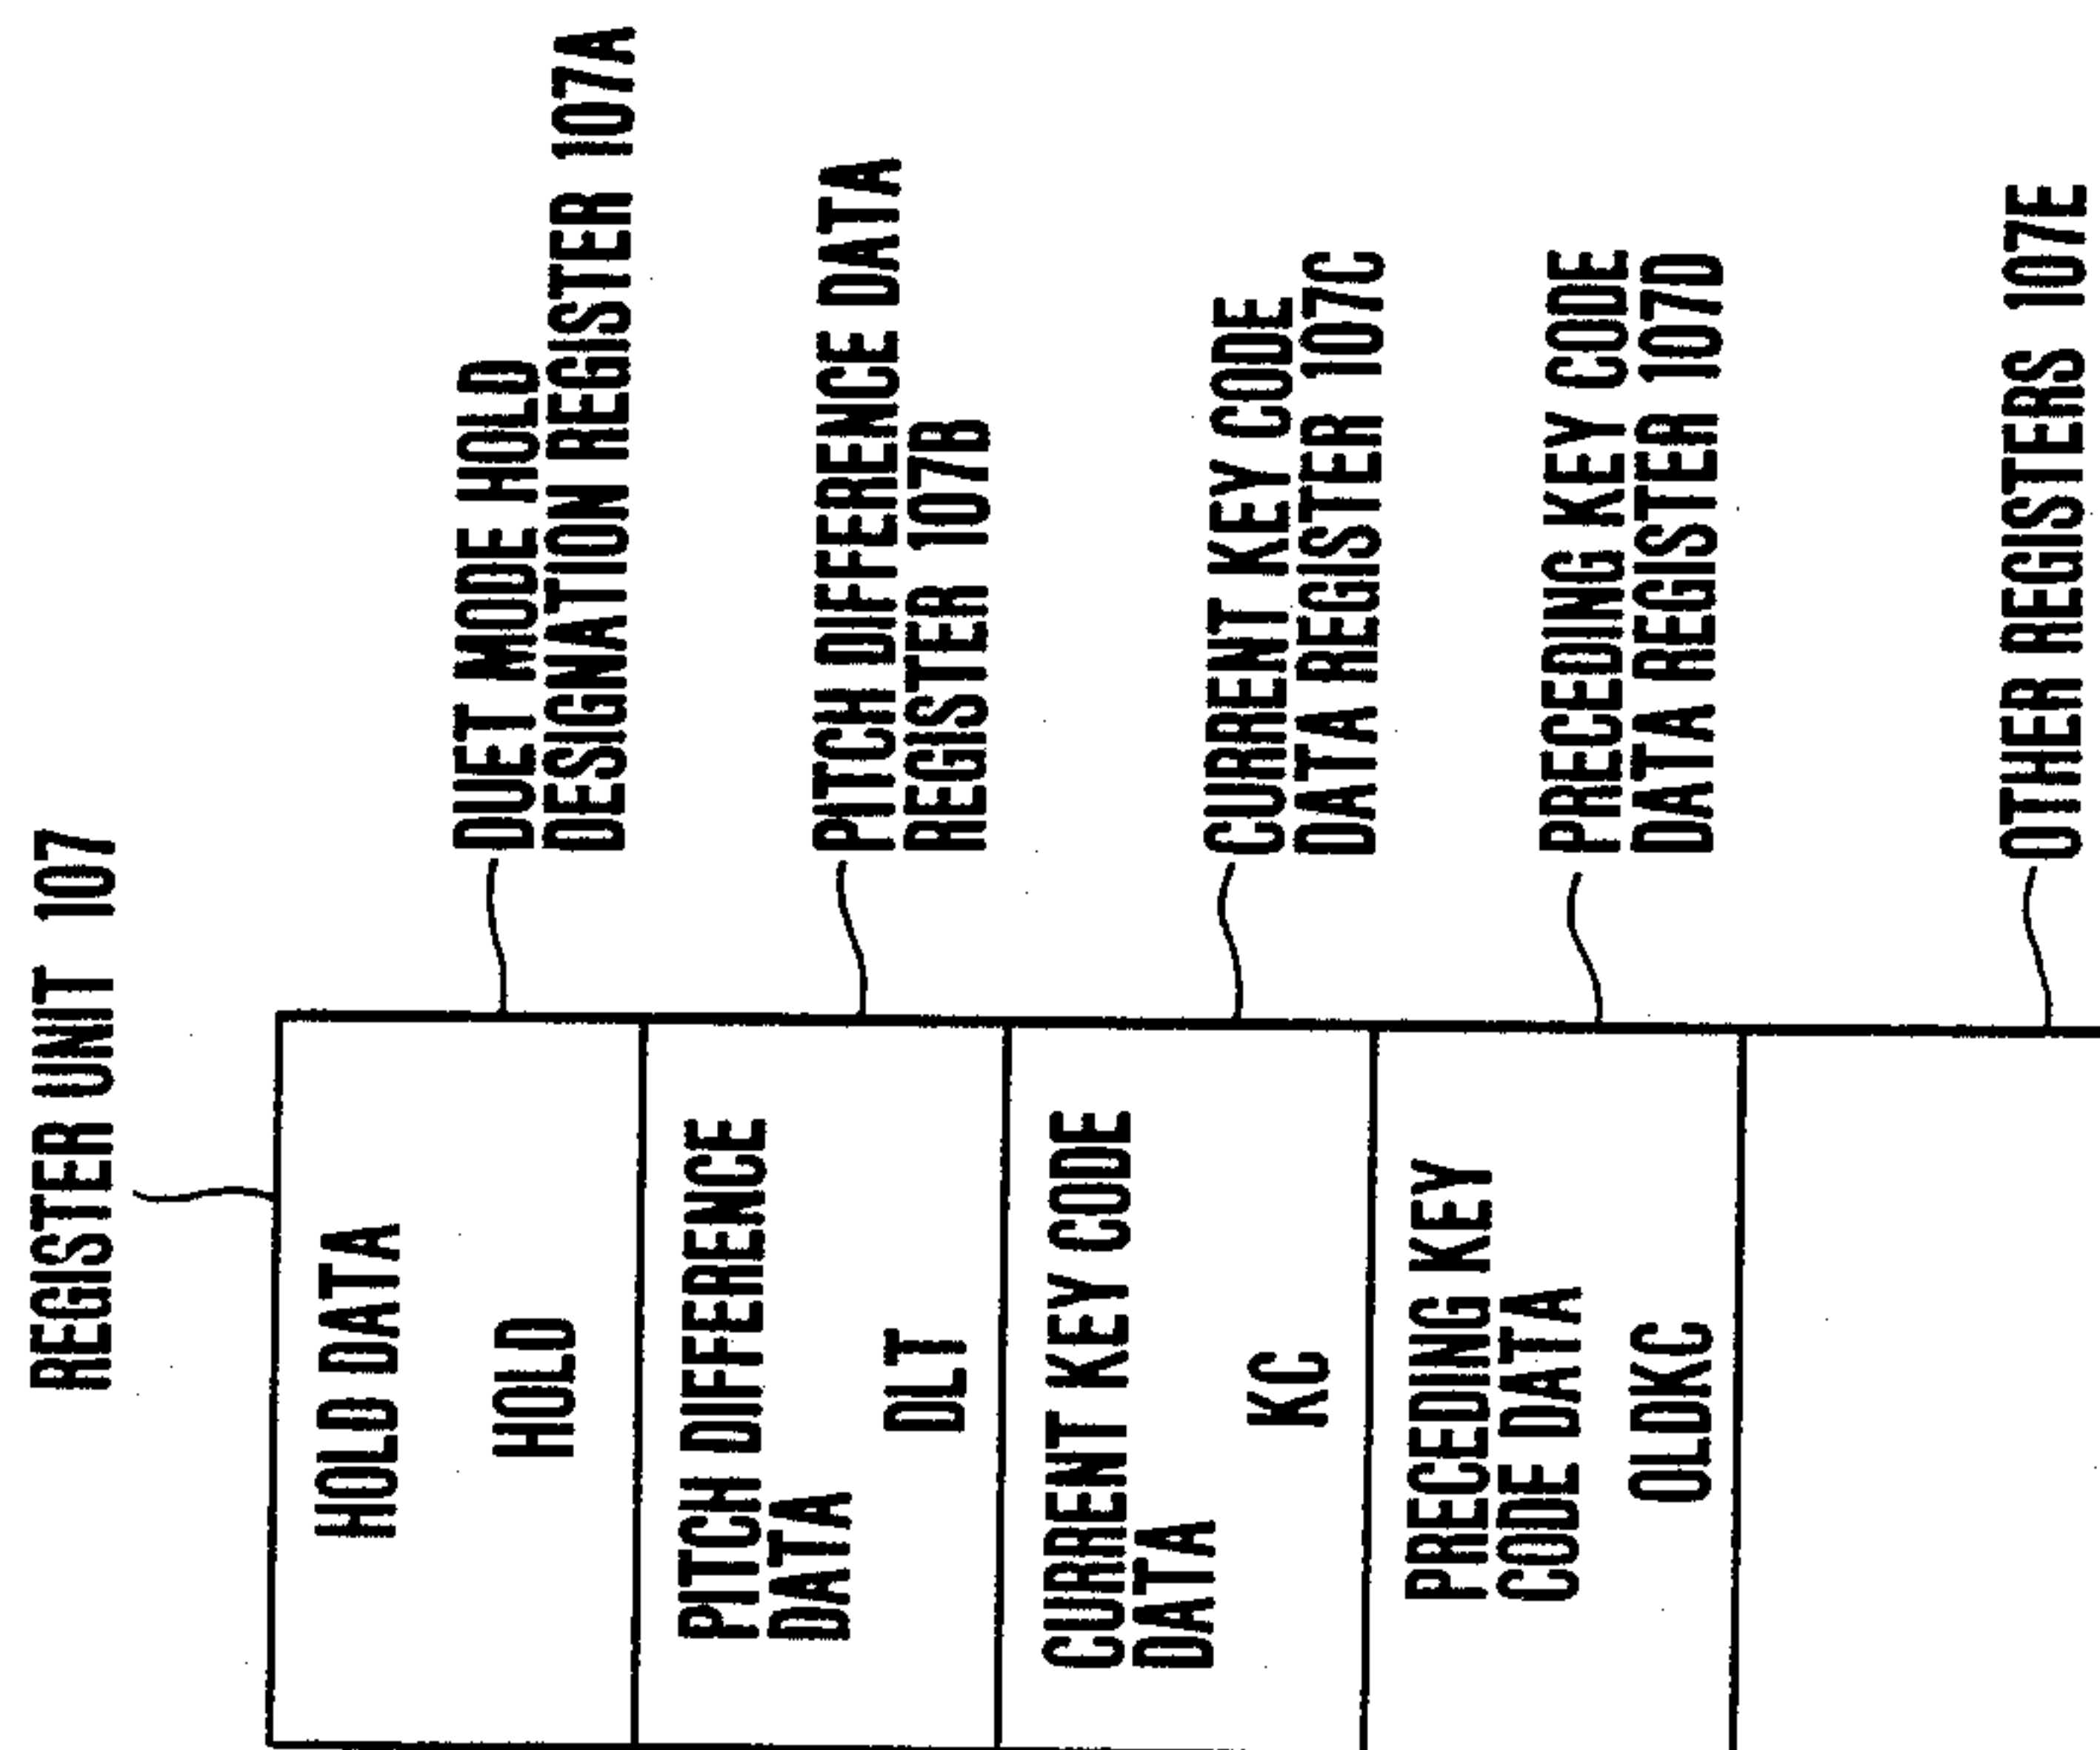 REGISTER UNIT 107
HOLD DATA
HOLD
DUET MODE HOLD
DESIGNATION REGISTER 107A
PITCH DIFFERENCE
DATA
DLT
PITCH DIFFERENCE DATA
REGISTER 107B
CURRENT KEY CODE
DATA
KC
CURRENT KEY CODE
DATA REGISTER 107C
PRECEDING KEY
CODE DATA
OLDKC
PRECEDING KEY CODE
DATA REGISTER 107D
OTHER REGISTERS 107E